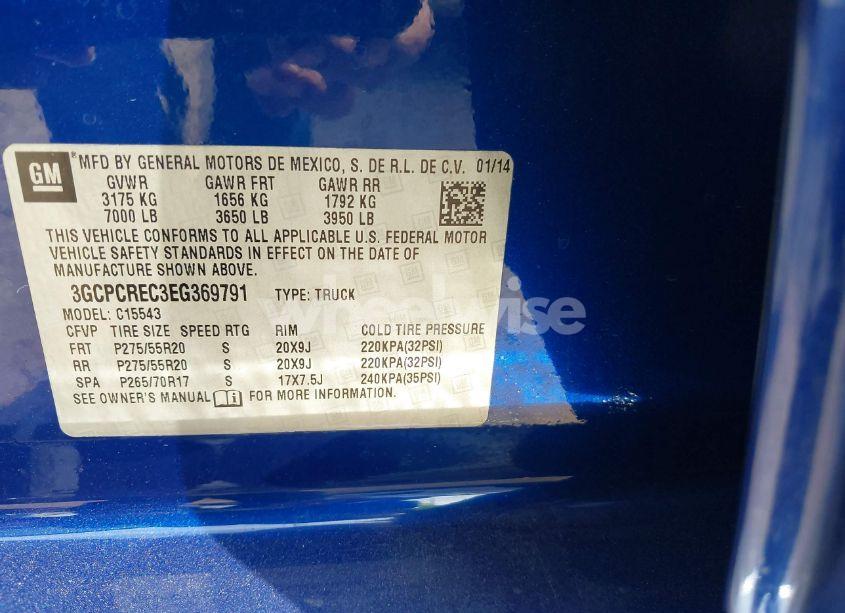 GM
® MFD BY GENERAL MOTORS DE MEXICO, S. DE R.L. DE C.V. 01/14
GVWR GAWR FRT GAWR RR
3175 KG 1656 KG 1792 KG
7000 LB 3650 LB 3950 LB
THIS VEHICLE CONFORMS TO ALL APPLICABLE U.S. FEDERAL MOTOR
VEHICLE SAFETY STANDARDS IN EFFECT ON THE DATE OF
MANUFACTURE SHOWN ABOVE.
3GCPCREC3EG369791 TYPE: TRUCK
MODEL: C15543
CFVP TIRE SIZE SPEED RTG RIM COLD TIRE PRESSURE
FRT P275/55R20 S 20X9J 220KPA(32PSI)
RR P275/55R20 S 20X9J 220KPA(32PSI)
SPA P265/70R17 S 17X7.5J 240KPA(35PSI)
SEE OWNER'S MANUAL FOR MORE INFORMATION.
wheelwise